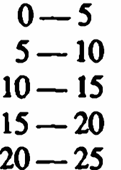 0 — 5
5 — 10
10 — 15
15 — 20
20 — 25